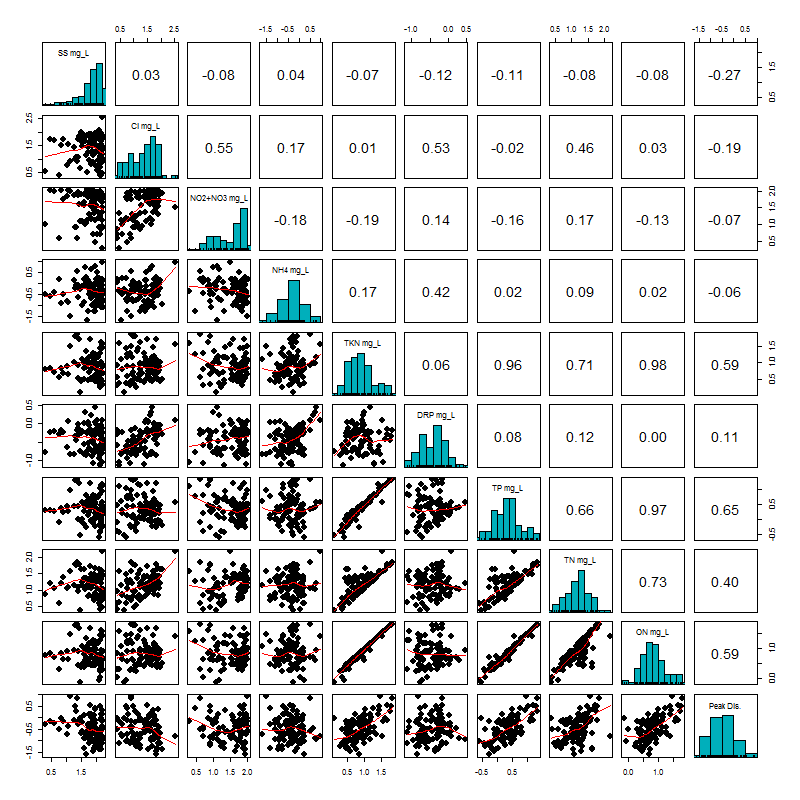 0.5 1.5 2.5 -1.5 -0.5 0.5 -1.0 0.0 0.5 0.5 1.0 1.5 2.0 -1.5 -0.5 0.5
SS mg_L 0.03 -0.08 0.04 -0.07 -0.12 -0.11 -0.08 -0.08 -0.27 0.5 1.5
0.5 1.5 2.5 Cl mg_L 0.55 0.17 0.01 0.53 -0.02 0.46 0.03 -0.19
NO2+NO3 mg_L -0.18 -0.19 0.14 -0.16 0.17 -0.13 -0.07 0.5 1.0 1.5 2.0
-1.5 -0.5 0.5 NH4 mg_L 0.17 0.42 0.02 0.09 0.02 -0.06
TKN mg_L 0.06 0.96 0.71 0.98 0.59 0.5 1.0 1.5
-1.0 0.0 0.5 DRP mg_L 0.08 0.12 0.00 0.11
TP mg_L 0.66 0.97 0.65 -0.5 0.5
0.5 1.0 1.5 2.0 TN mg_L 0.73 0.40
ON mg_L 0.59 0.0 1.0
-1.5 -0.5 0.5 Peak Dis.
0.5 1.5 0.5 1.0 1.5 2.0 0.5 1.0 1.5 -0.5 0.5 0.0 1.0